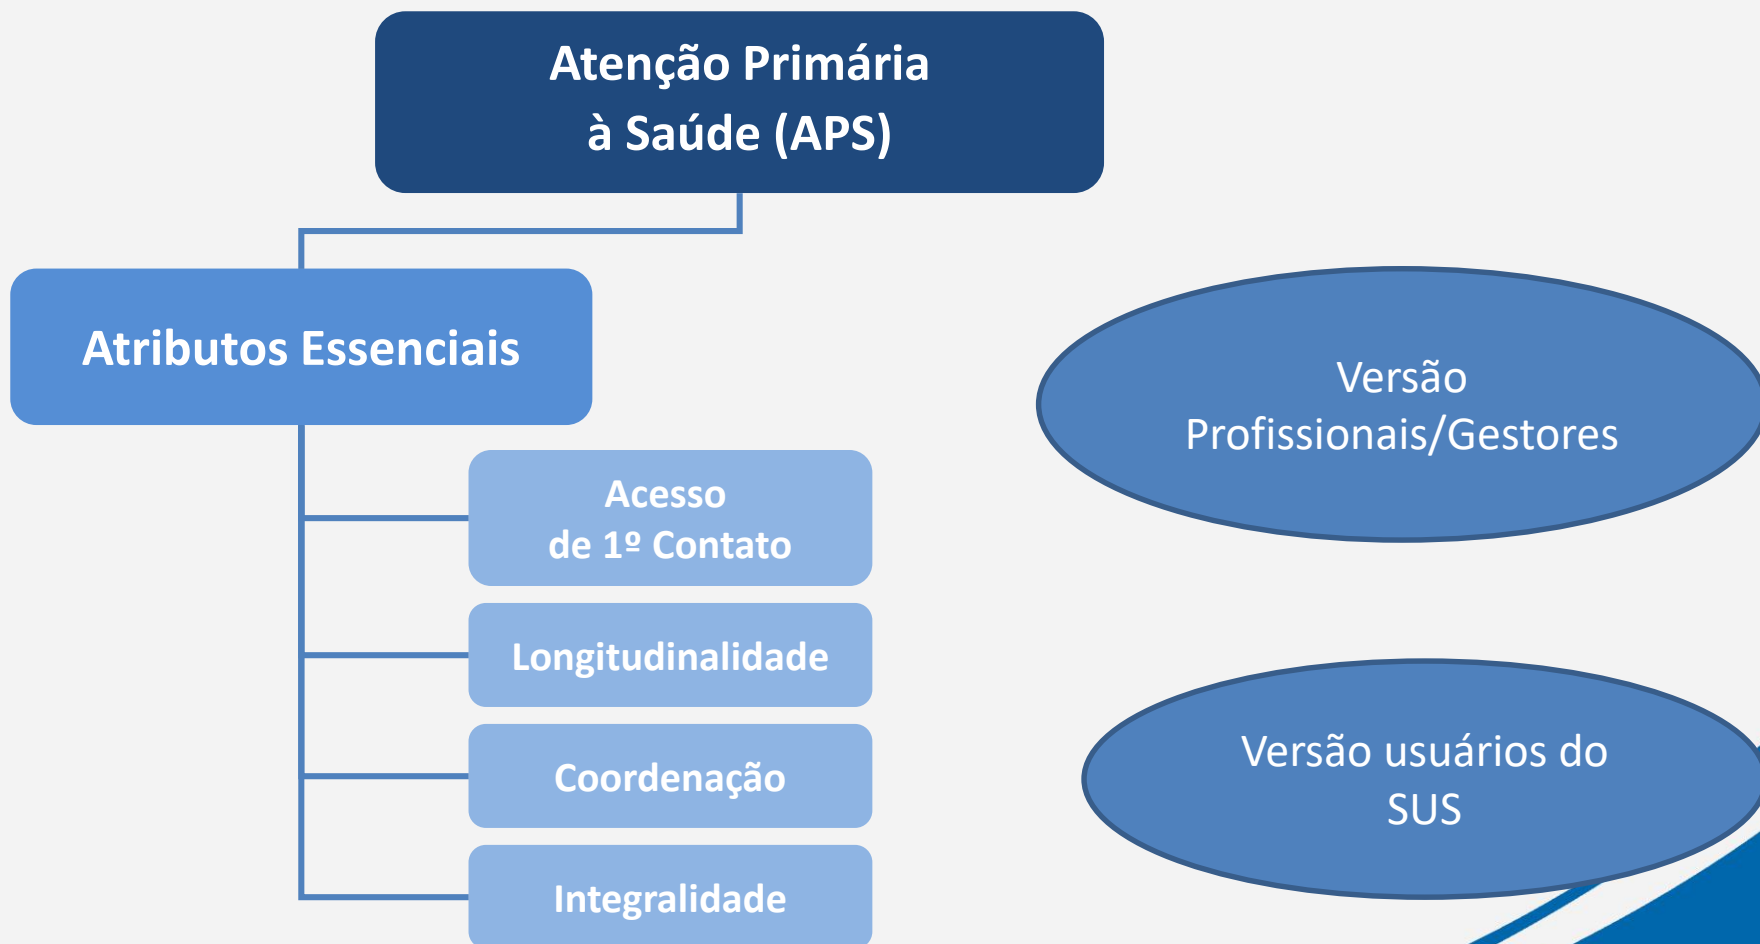 Atenção Primária
à Saúde (APS)
Atributos Essenciais
Acesso
de 1º Contato
Longitudinalidade
Coordenação
Integralidade
Versão
Profissionais/Gestores
Versão usuários do
SUS